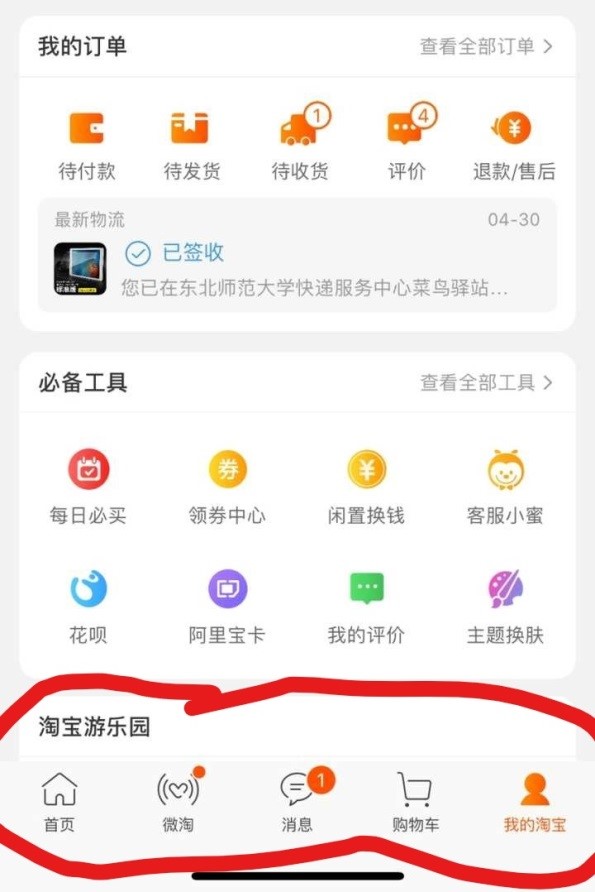 我的订单 查看全部订单
1 4
待付款 待发货 待收货 评价 退款/售后
最新物流 04-30
已签收
您已在东北师范大学快递服务中心菜鸟驿站...
必备工具 查看全部工具
券
每日必买 领券中心 闲置换钱 客服小蜜
花呗 阿里宝卡 我的评价 主题换肤
淘宝游乐园
1
首页 微淘 消息 购物车 我的淘宝